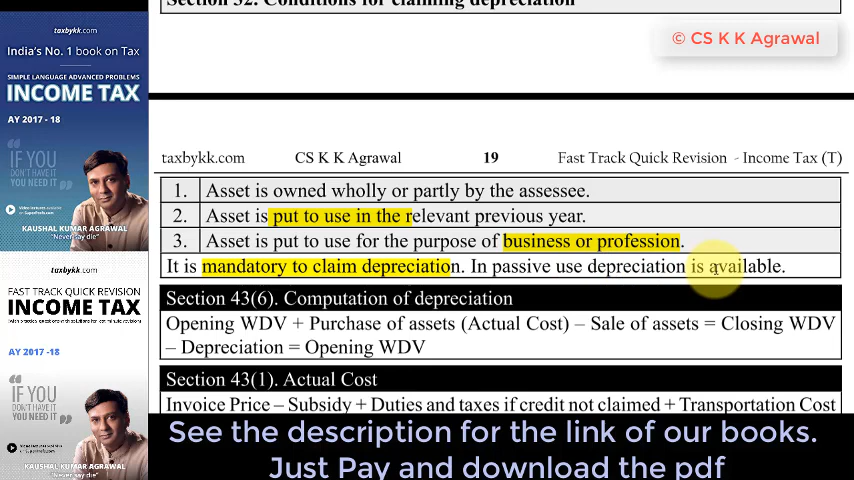 taxbykk.com
India's No. 1 book on Tax
SIMPLE LANGUAGE ADVANCED PROBLEMS
INCOME TAX
AY 2017 - 18
IF YOU
DON'T HAVE IT
YOU NEED IT
KAUSHAL KUMAR AGRAWAL
"Never say die"
taxbykk.com
FAST TRACK QUICK REVISION
INCOME TAX
AY 2017 -18
IF YOU
DON'T HAVE IT
YOU NEED IT
KAUSHAL KUMAR AGRAWAL
"Never say die"
Section 32. Conditions for claiming depreciation
© CS K K Agrawal
taxbykk.com CS K K Agrawal 19 Fast Track Quick Revision - Income Tax (T)
1. Asset is owned wholly or partly by the assessee.
2. Asset is put to use in the relevant previous year.
3. Asset is put to use for the purpose of business or profession.
It is mandatory to claim depreciation. In passive use depreciation is available.
Section 43(6). Computation of depreciation
Opening WDV + Purchase of assets (Actual Cost) – Sale of assets = Closing WDV
– Depreciation = Opening WDV
Section 43(1). Actual Cost
Invoice Price – Subsidy + Duties and taxes if credit not claimed + Transportation Cost
See the description for the link of our books.
Just Pay and download the pdf